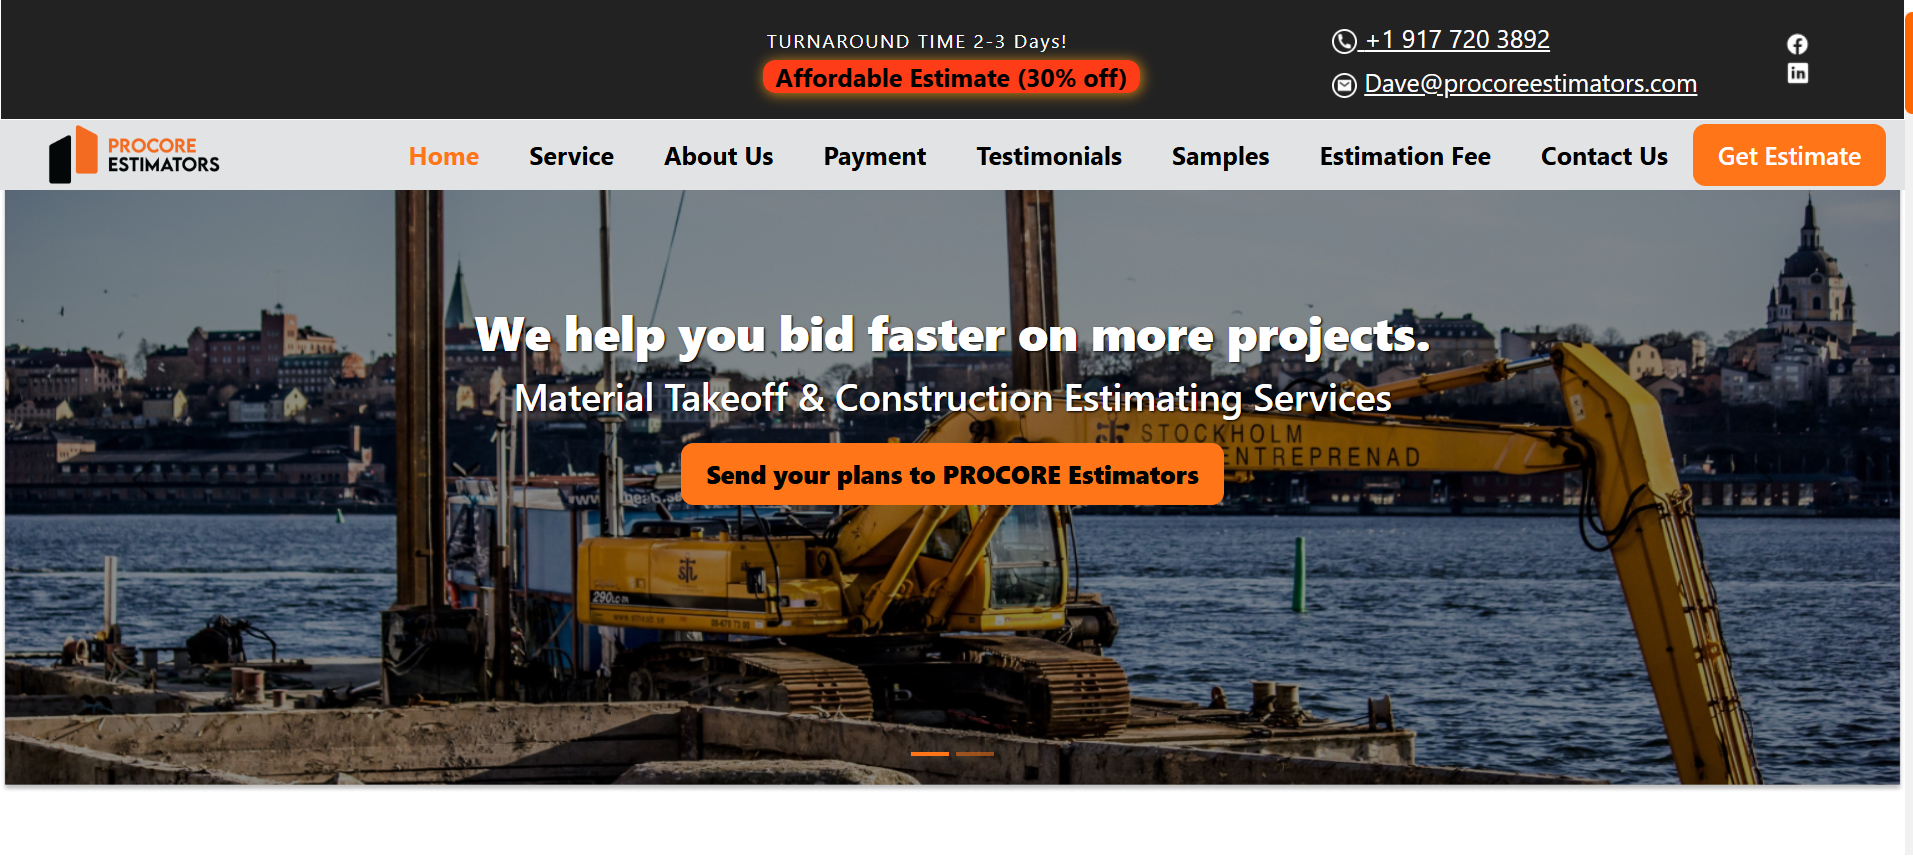 TURNAROUND TIME 2-3 Days!
Affordable Estimate (30% off)
+1 917 720 3892
Dave@procoreestimators.com
PROCORE
ESTIMATORS
Home Service About Us Payment Testimonials Samples Estimation Fee Contact Us Get Estimate
We help you bid faster on more projects.
Material Takeoff & Construction Estimating Services
STOCKHOLM
ENTREPRENAD
Send your plans to PROCORE Estimators
290LC-7A